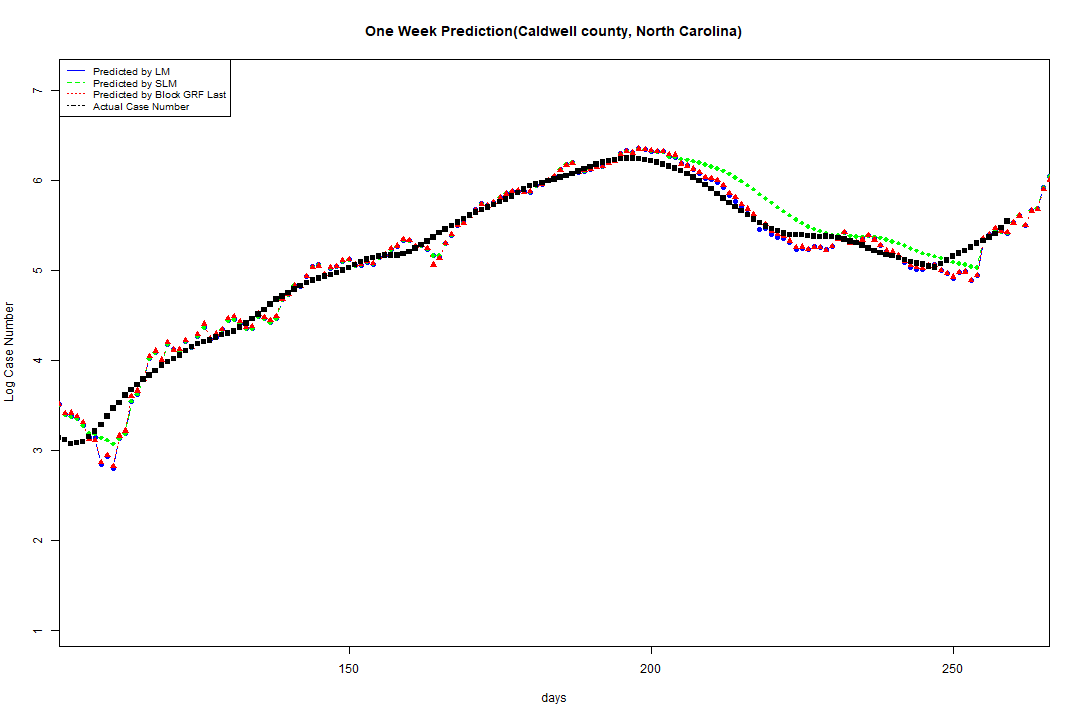 One Week Prediction(Caldwell county, North Carolina)
Predicted by LM
Predicted by SLM
Predicted by Block GRF Last
Actual Case Number
7
6
5
4
3
2
1
Log Case Number
150 200 250
days